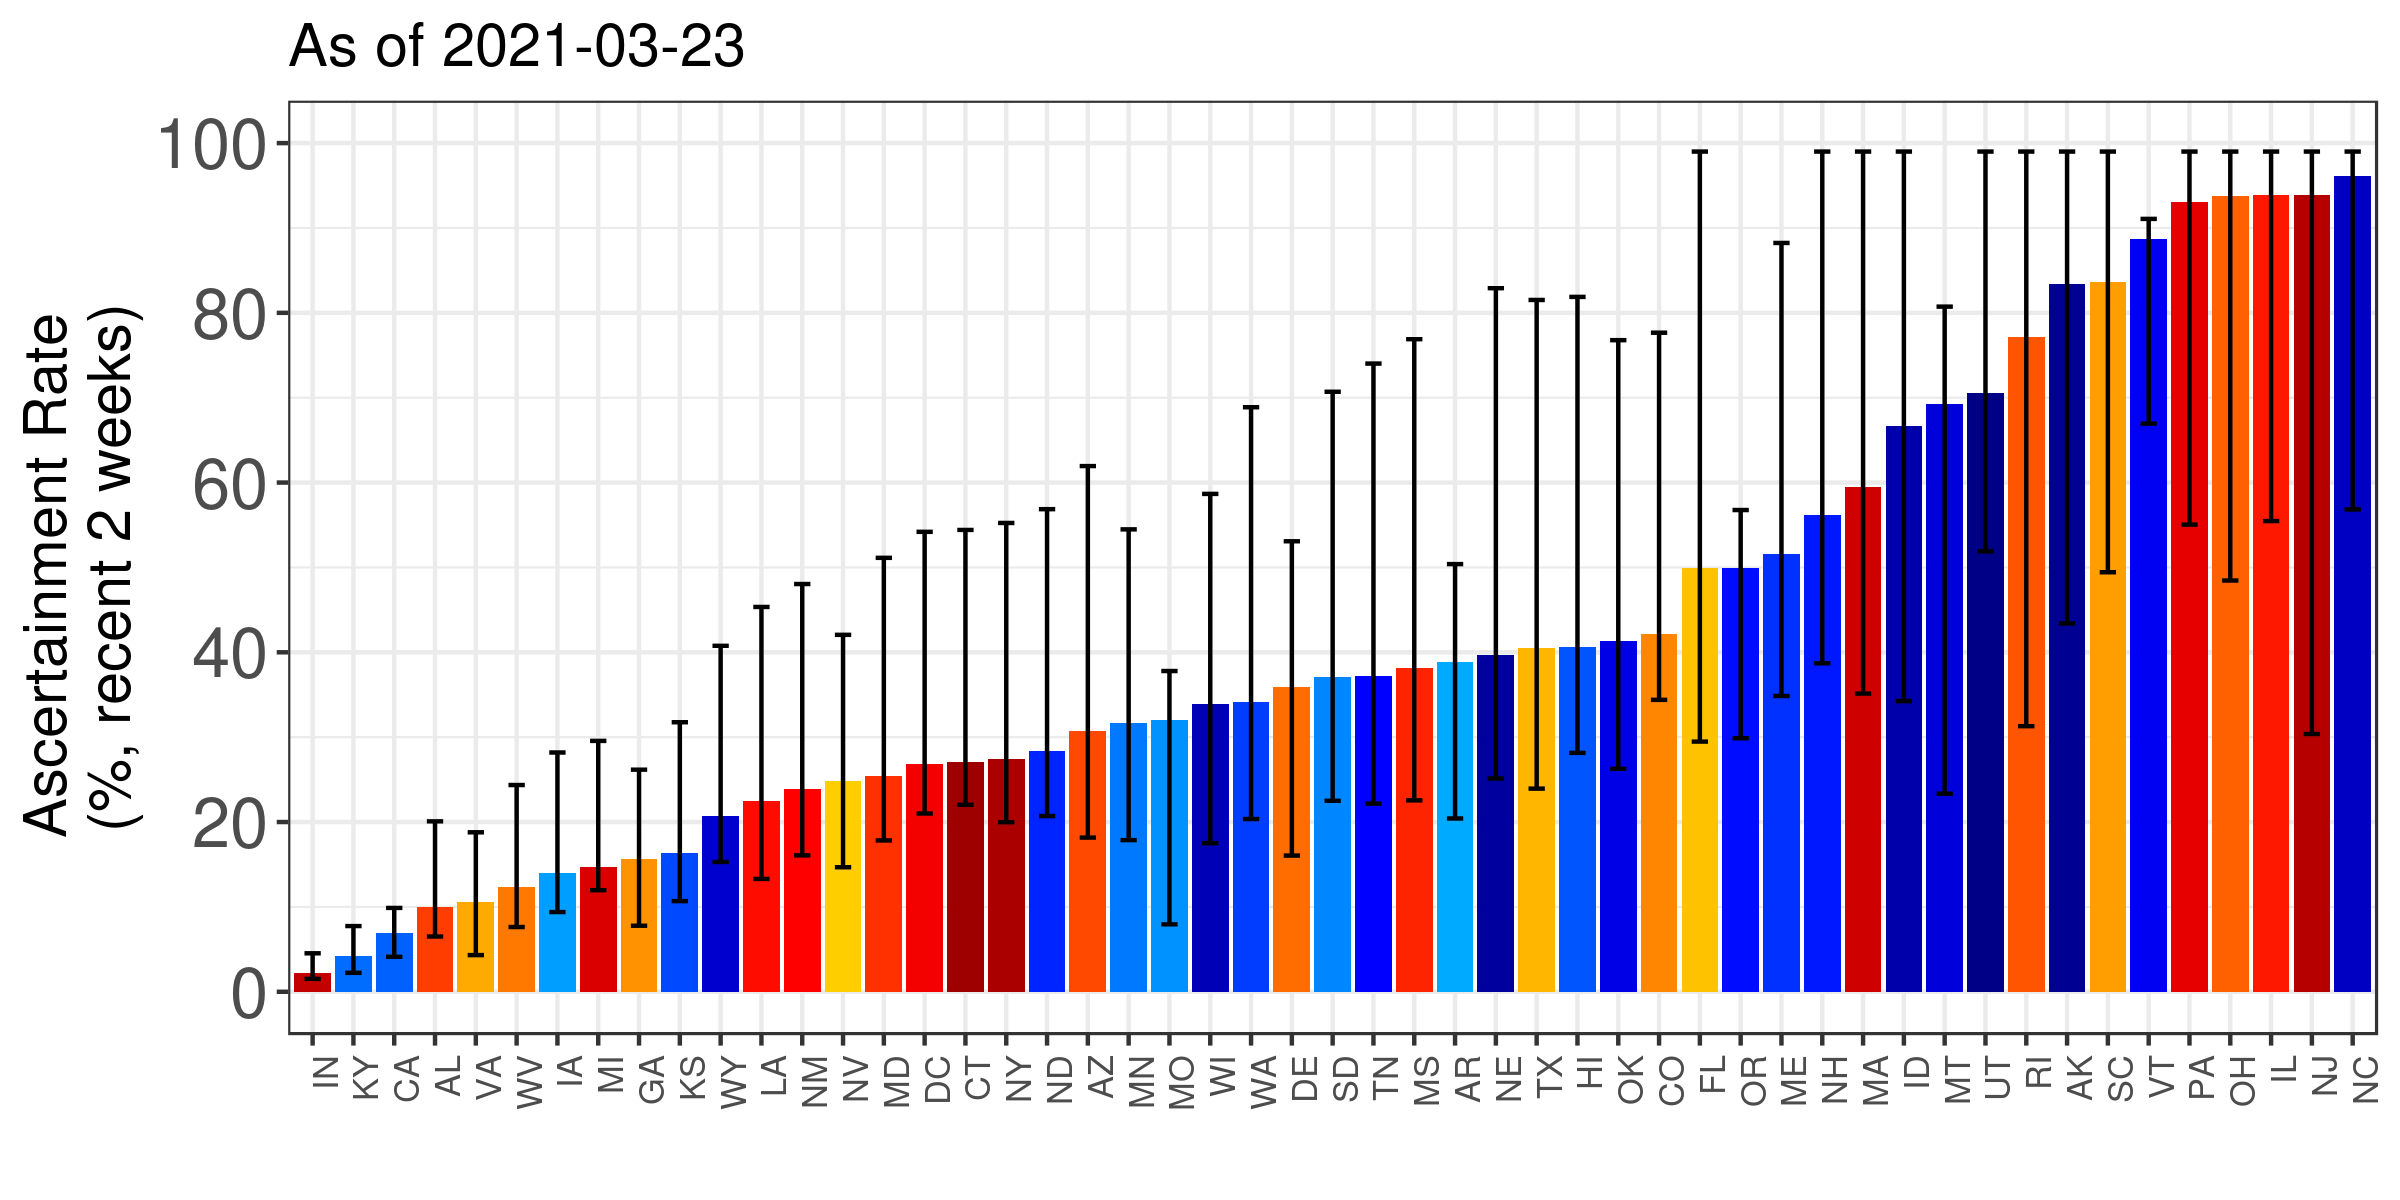 As of 2021-03-23
Ascertainment Rate
(%, recent 2 weeks)
100
80
60
40
20
0
IN KY CA AL VA WV IA MI GA KS WY LA NM NV MD DC CT NY ND AZ MN MO WI WA DE SD TN MS AR NE TX HI OK CO FL OR ME NH MA ID MT UT RI AK SC VT PA OH IL NJ NC